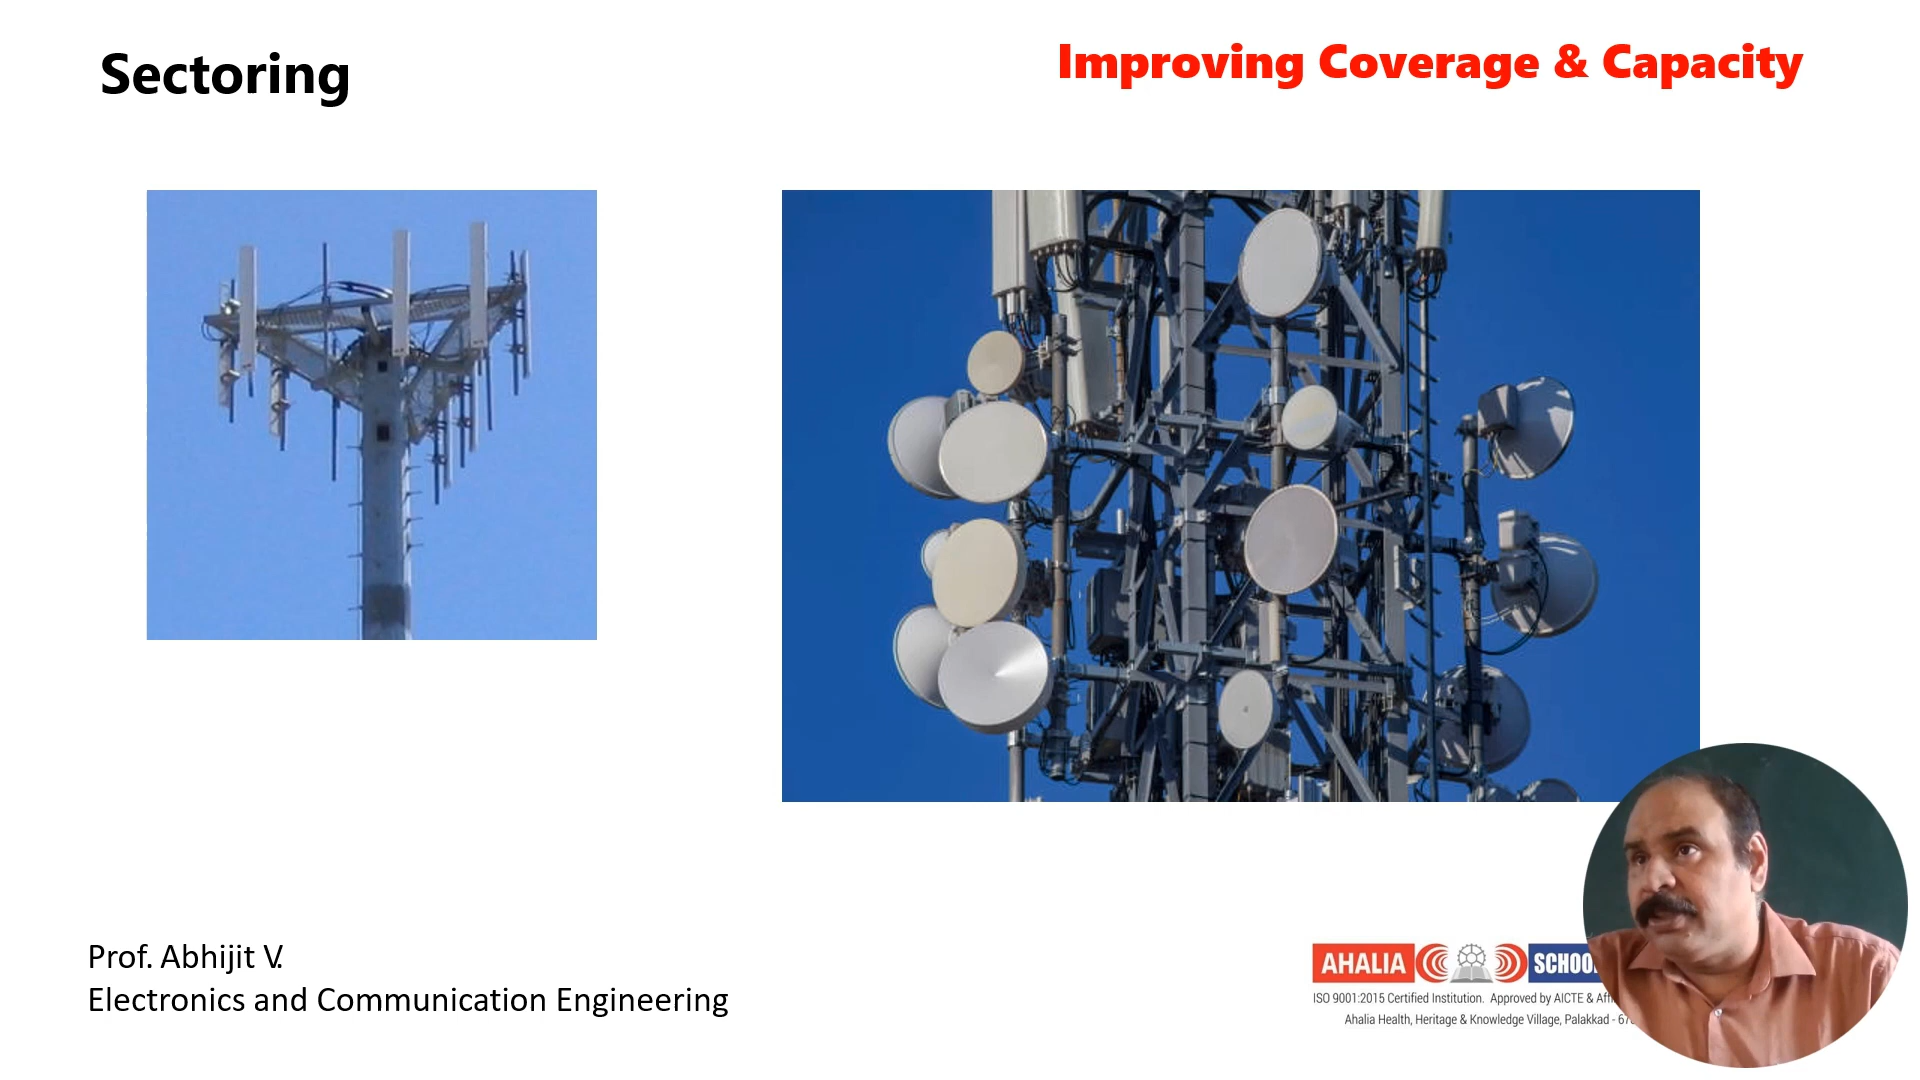 Sectoring
Improving Coverage & Capacity
Prof. Abhijit V.
Electronics and Communication Engineering
AHALIA SCHOOL
ISO 9001:2015 Certified Institution. Approved by AICTE &
Ahalia Health, Heritage & Knowledge Village, Palakkad -